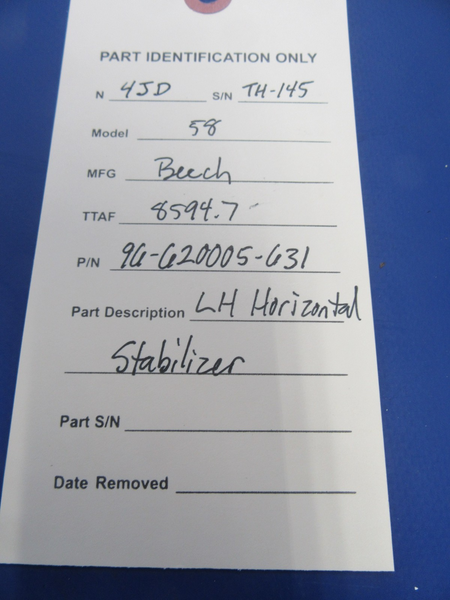 PART IDENTIFICATION ONLY
N 4JD S/N TH-145
Model 58
MFG Beech
TTAF 8594.7
P/N 96-620005-631
Part Description LH Horizontal
Stabilizer
Part S/N
Date Removed